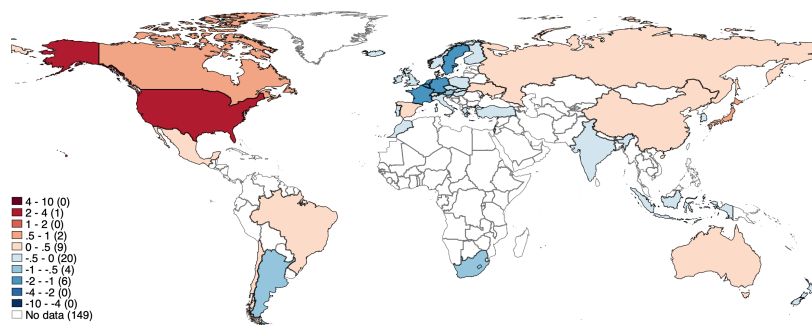 4 - 10 (0)
2 - 4 (1)
1 - 2 (0)
.5 - 1 (2)
0 - .5 (9)
-.5 - 0 (20)
-1 - -.5 (4)
-2 - -1 (6)
-4 - -2 (0)
-10 - -4 (0)
No data (149)